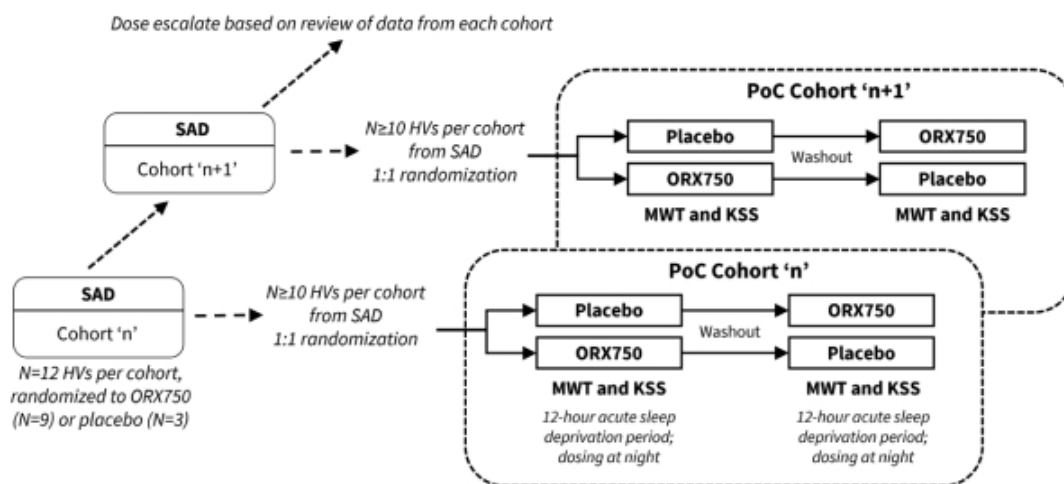 Dose escalate based on review of data from each cohort
SAD
Cohort ‘n+1’
N≥10 HVs per cohort
from SAD
1:1 randomization
PoC Cohort ‘n+1’
Placebo
ORX750
Washout
ORX750
Placebo
MWT and KSS
MWT and KSS
SAD
Cohort ‘n’
N=12 HVs per cohort,
randomized to ORX750
(N=9) or placebo (N=3)
N≥10 HVs per cohort
from SAD
1:1 randomization
PoC Cohort ‘n’
Placebo
ORX750
Washout
ORX750
Placebo
MWT and KSS
MWT and KSS
12-hour acute sleep
deprivation period;
dosing at night
12-hour acute sleep
deprivation period;
dosing at night